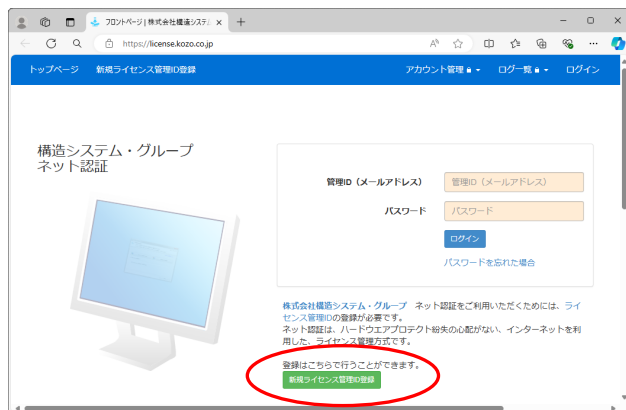 フロントページ | 株式会社構造システム
https://license.kozo.co.jp
トップページ 新規ライセンス管理ID登録 アカウント管理 ログ一覧 ログイン
構造システム・グループ
ネット認証
管理ID（メールアドレス） 管理ID（メールアドレス）
パスワード パスワード
ログイン
パスワードを忘れた場合
株式会社構造システム・グループ ネット認証をご利用いただくためには、ライ
センス管理IDの登録が必要です。
ネット認証は、ハードウエアプロテクト紛失の心配がない、インターネットを利
用した、ライセンス管理方式です。
登録はこちらで行うことができます。
新規ライセンス管理ID登録